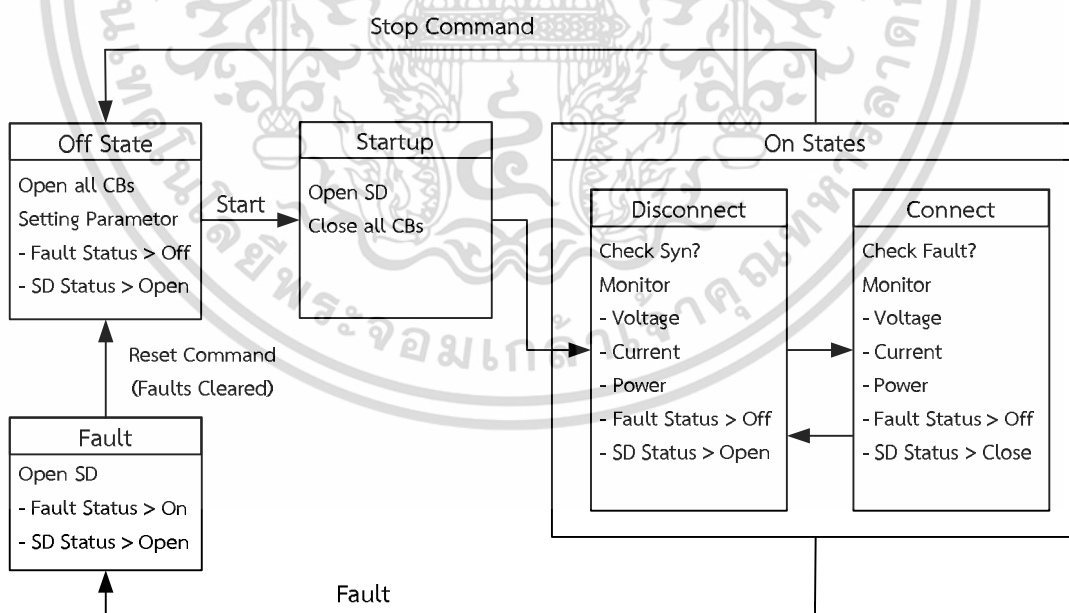 Stop Command
Off State
Open all CBs
Setting Parametor
- Fault Status > Off
- SD Status > Open
Start
Startup
Open SD
Close all CBs
On States
Disconnect
Check Syn?
Monitor
- Voltage
- Current
- Power
- Fault Status > Off
- SD Status > Open
Connect
Check Fault?
Monitor
- Voltage
- Current
- Power
- Fault Status > Off
- SD Status > Close
Reset Command
(Faults Cleared)
Fault
Open SD
- Fault Status > On
- SD Status > Open
Fault